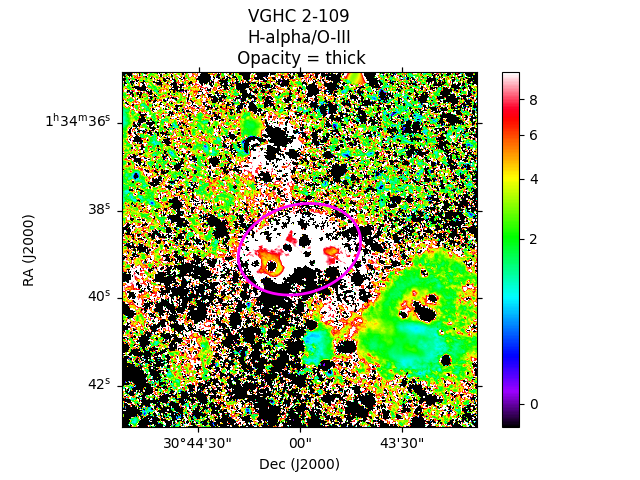 VGHC 2-109
H-alpha/O-III
Opacity = thick
1h34m36s
38s
40s
42s
RA (J2000)
30°44'30"
00"
43'30"
Dec (J2000)
8
6
4
2
0